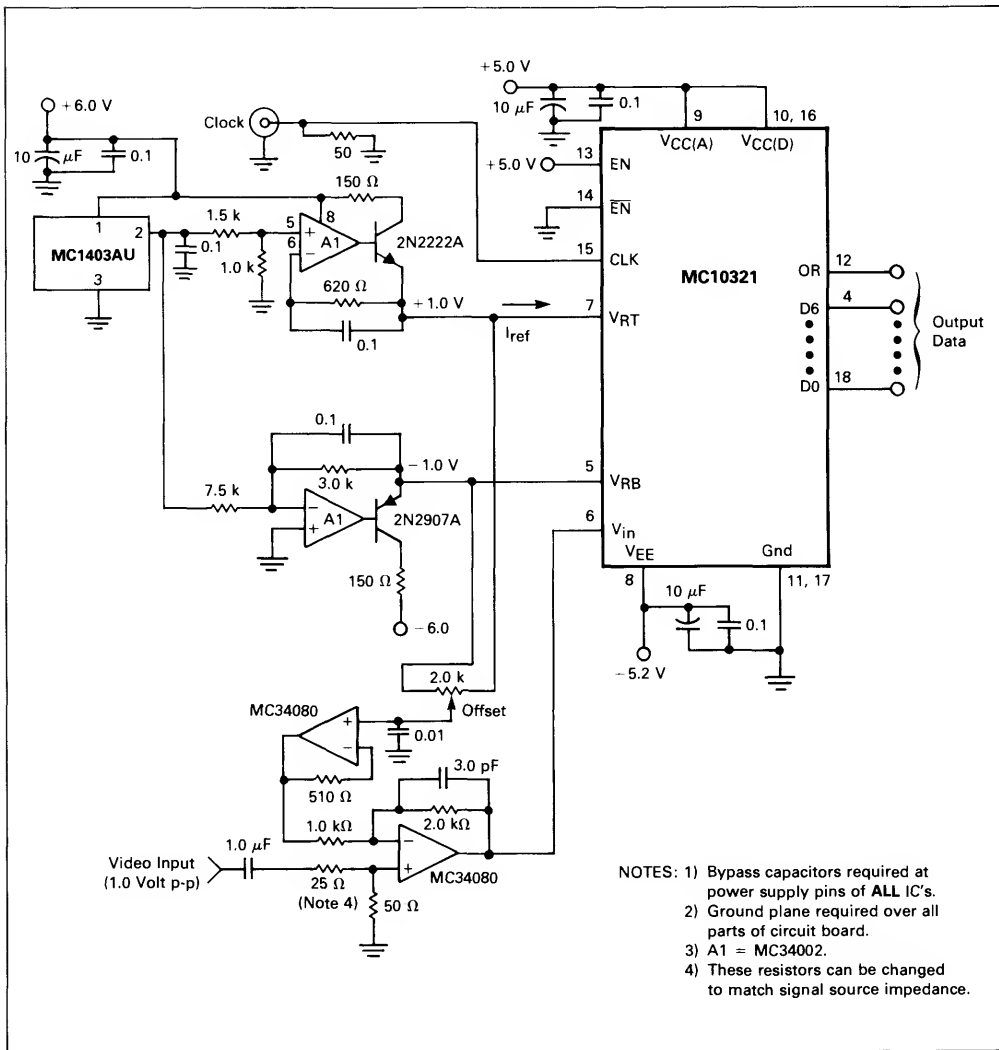 +5.0 V
10 μF
0.1
+6.0 V
10 μF
0.1
Clock
50
9
10, 16
VCC(A)
VCC(D)
+5.0 V
13
EN
14
EN
15
CLK
MC10321
OR
12
D6
4
D0
18
Output
Data
150 Ω
1
2
MC1403AU
3
1.5 k
0.1
1.0 k
5
6
+
−
8
A1
2N2222A
620 Ω
0.1
+1.0 V
Iref
7
VRT
0.1
3.0 k
−1.0 V
7.5 k
−
+
A1
2N2907A
150 Ω
−6.0
5
VRB
6
Vin
VEE
Gnd
8
11, 17
10 μF
0.1
−5.2 V
2.0 k
Offset
MC34080
+
−
0.01
510 Ω
3.0 pF
1.0 kΩ
2.0 kΩ
−
+
MC34080
Video Input
(1.0 Volt p-p)
1.0 μF
25 Ω
(Note 4)
50 Ω
NOTES: 1) Bypass capacitors required at
power supply pins of ALL IC's.
2) Ground plane required over all
parts of circuit board.
3) A1 = MC34002.
4) These resistors can be changed
to match signal source impedance.